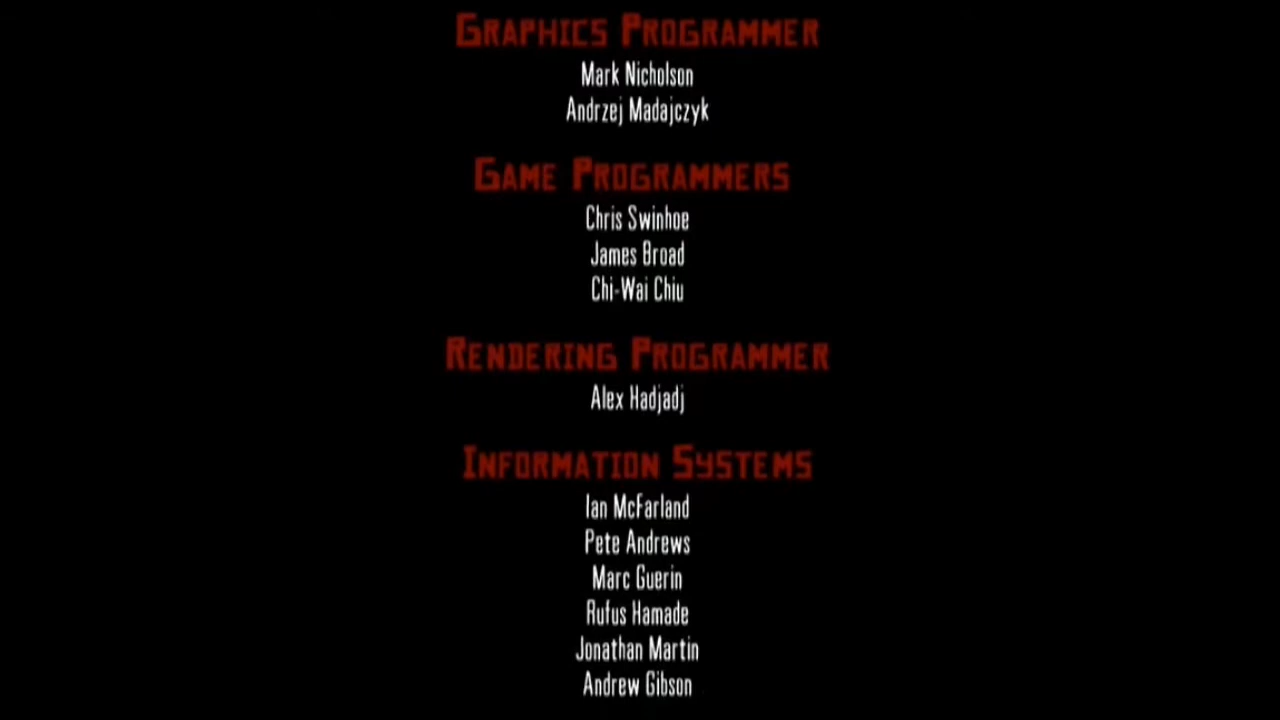 Graphics Programmer
Mark Nicholson
Andrzej Madajczyk
Game Programmers
Chris Swinhoe
James Broad
Chi-Wai Chiu
Rendering Programmer
Alex Hadjadj
Information Systems
Ian McFarland
Pete Andrews
Marc Guerin
Rufus Hamade
Jonathan Martin
Andrew Gibson